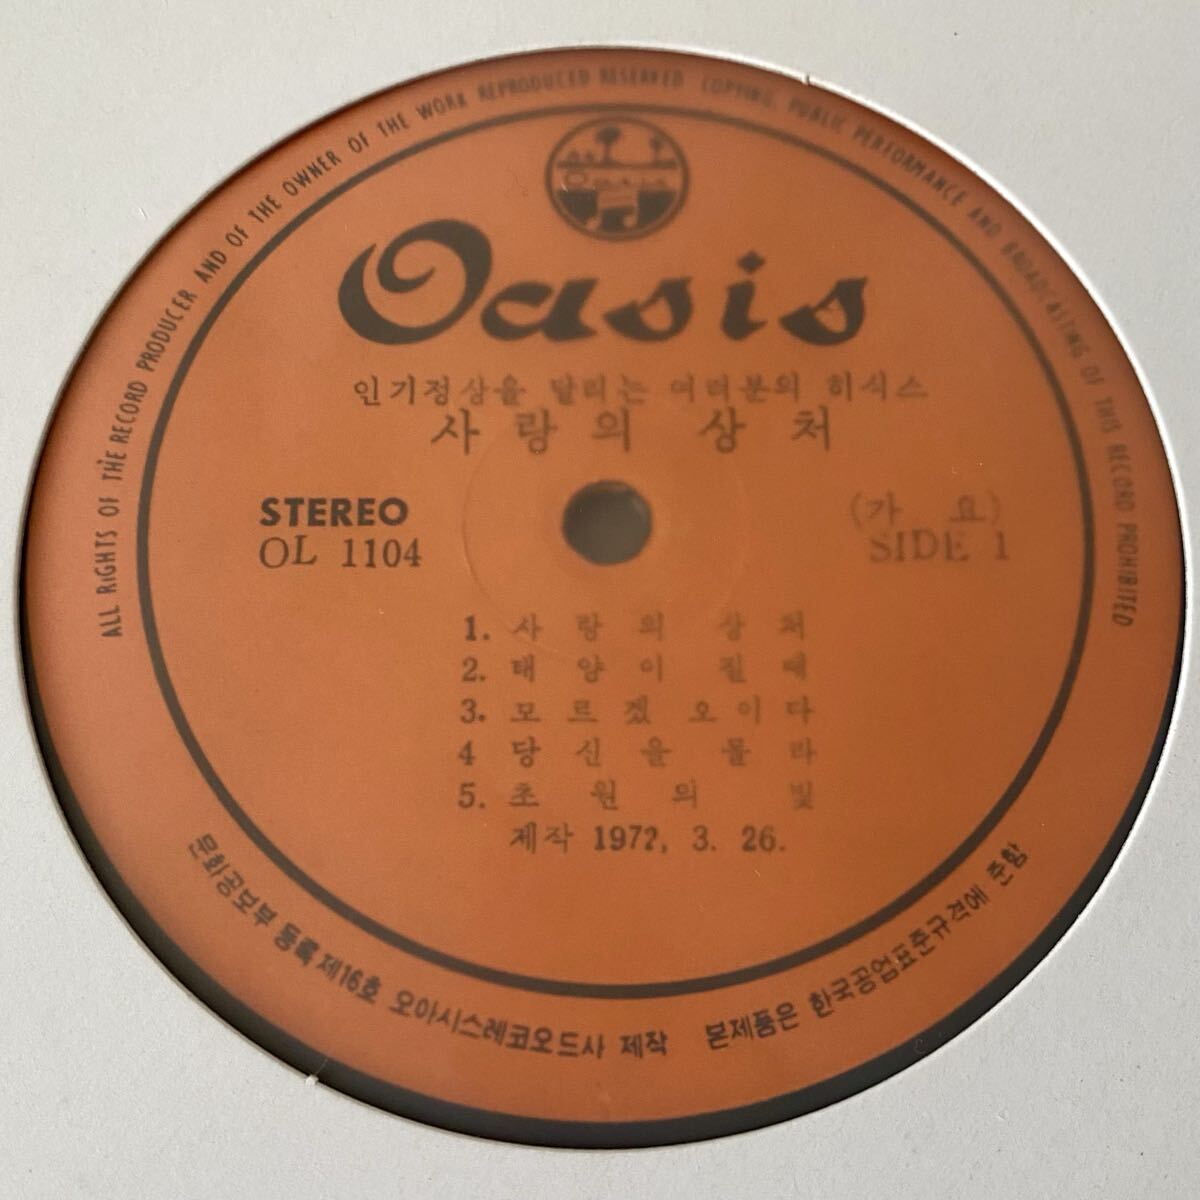 ALL RIGHTS OF THE RECORD PRODUCER AND OF THE OWNER OF THE WORK REPRODUCED RESERVED COPYING, PUBLIC PERFORMANCE AND BROADCASTING OF THIS RECORD PROHIBITED
Oasis
Oasis
인기정상을 달리는 여러분의 히식스
사랑의 상처
STEREO
OL 1104
(가 요)
SIDE 1
1. 사랑의 상처
2. 태양이 질때
3. 모르겠오이다
4 당신을 몰라
5. 초원의 빛
제작 1972, 3. 26.
문화공보부 등록 제16호 오아시스레코오드사 제작 본제품은 한국공업표준규격에 준함